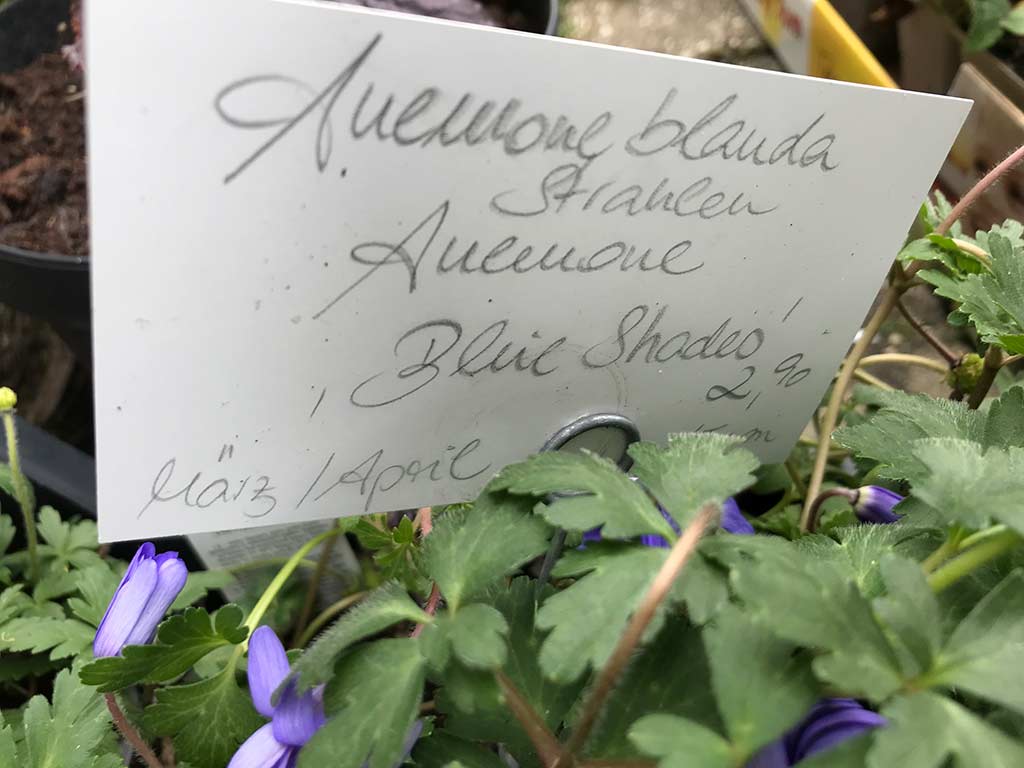 Anemone blanda
Strahlen
Anemone
'Blue Shades'
2,90
März / April